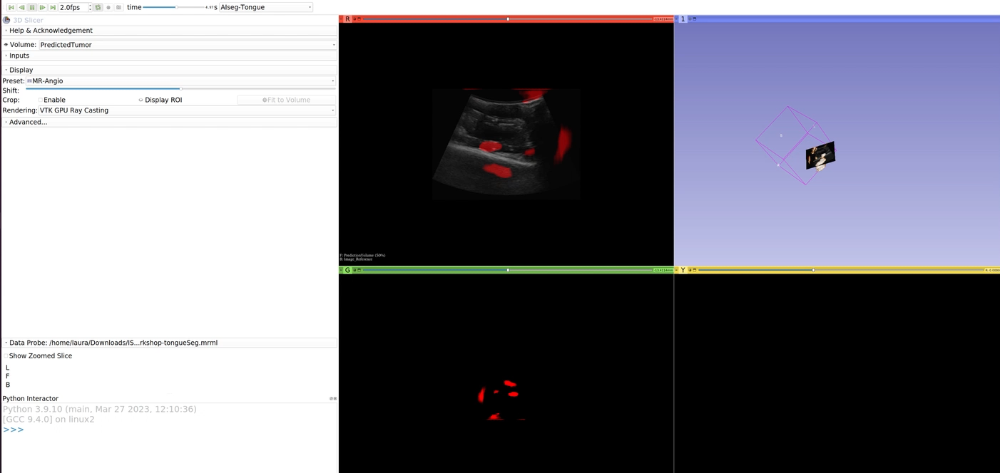 2.0fps time 4.97 s AIseg-Tongue
3D Slicer
Help & Acknowledgement
Volume: PredictedTumor
Inputs
Display
Preset: MR-Angio
Shift:
Crop: Enable Display ROI Fit to Volume
Rendering: VTK GPU Ray Casting
Advanced...
Data Probe: /home/laura/Downloads/IS...rkshop-tongueSeg.mrml
Show Zoomed Slice
L
F
B
Python Interactor
Python 3.9.10 (main, Mar 27 2023, 12:10:36)
[GCC 9.4.0] on linux2
>>>
R
F: PredictionVolume (50%)
B: Image_Reference
1
S
G
Y R: 0.0000